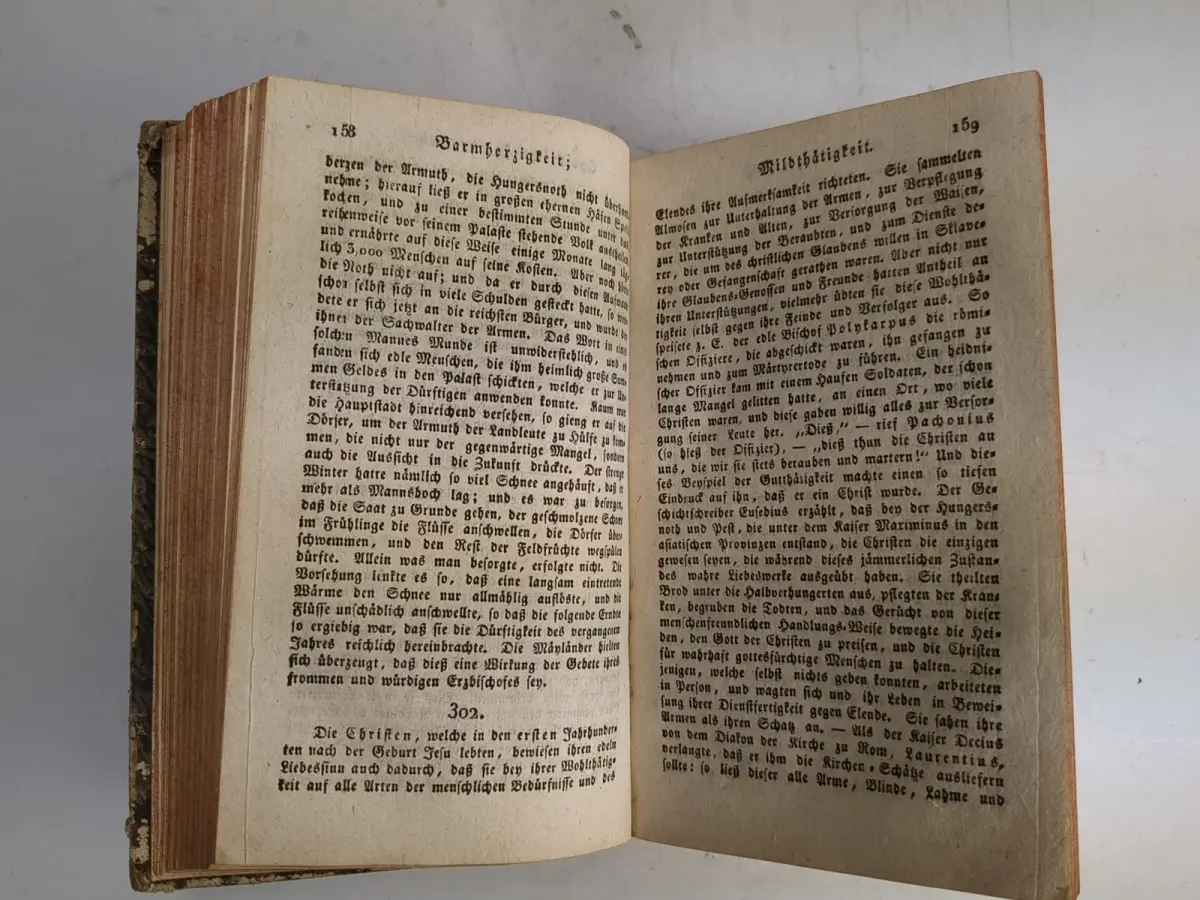 158
Barmherzigkeit;
berzen der Armuth, die Hungersnoth nicht
nehme; hierauf ließ er in großen ehernen Häfen
kochen, und zu einer bestimmten Stunde unter das
reihenweise vor seinem Palaste stehende Volk austheilen
und ernährte auf diese Weise einige Monate lang
lich 3,000 Menschen auf seine Kosten. Aber noch
die Noth nicht auf; und da er durch diesen Aufwand
schon selbst sich in viele Schulden gesteckt hatte, so
dete er sich jetzt an die reichsten Bürger, und wurde bey
ihnen der Sachwalter der Armen. Das Wort in eines
solchen Mannes Munde ist unwiderstehlich, und es
fanden sich edle Menschen, die ihm heimlich große Sum-
men Geldes in den Palast schickten, welche er zur Un-
terstützung der Dürftigen anwenden konnte. Kaum war
die Hauptstadt hinreichend versehen, so gieng er auf die
Dörfer, um der Armuth der Landleute zu Hülfe zu kom-
men, die nicht nur der gegenwärtige Mangel, sondern
auch die Aussicht in die Zukunft drückte. Der strenge
Winter hatte nämlich so viel Schnee angehäuft, daß er
mehr als Mannshoch lag; und es war zu besorgen,
daß die Saat zu Grunde gehen, der geschmolzene Schnee
im Frühlinge die Flüsse anschwellen, die Dörfer über-
schwemmen, und den Rest der Feldfrüchte wegspülen
dürfte. Allein was man besorgte, erfolgte nicht. Die
Vorsehung lenkte es so, daß eine langsam eintretende
Wärme den Schnee nur allmählig auflöste, und die
Flüsse unschädlich anschwellte, so daß die folgende Erndte
so ergiebig war, daß sie die Dürftigkeit des vergangenen
Jahres reichlich hereinbrachte. Die Mayländer hielten
sich überzeugt, daß dieß eine Wirkung der Gebete ihres
frommen und würdigen Erzbischofes sey.
302.
Die Christen, welche in den ersten Jahrhunder-
ten nach der Geburt Jesu lebten, bewiesen ihren edeln
Liebessinn auch dadurch, daß sie bey ihrer Wohlthätig-
keit auf alle Arten der menschlichen Bedürfnisse und des
159
Mildthätigkeit.
Elendes ihre Aufmerksamkeit richteten. Sie sammelten
Almosen zur Unterhaltung der Armen, zur Verpflegung
der Kranken und Alten, zur Versorgung der Waisen,
zur Unterstützung der Beraubten, und zum Dienste de-
rer, die um des christlichen Glaubens willen in Sklave-
rey oder Gefangenschaft gerathen waren. Aber nicht nur
ihre Glaubens-Genossen und Freunde hatten Antheil an
ihren Unterstützungen, vielmehr übten sie diese Wohlthä-
tigkeit selbst gegen ihre Feinde und Verfolger aus. So
speisete z. E. der edle Bischof Polykarpus die römi-
schen Offiziere, die abgeschickt waren, ihn gefangen zu
nehmen und zum Märtyrertode zu führen. Ein heidni-
scher Offizier kam mit einem Haufen Soldaten, der schon
lange Mangel gelitten hatte, an einen Ort, wo viele
Christen waren, und diese gaben willig alles zur Versor-
gung seiner Leute her. „Dieß," — rief Pachonius
(so hieß der Offizier), — „dieß thun die Christen an
uns, die wir sie stets berauben und martern!" Und die-
ses Beyspiel der Gutthätigkeit machte einen so tiefen
Eindruck auf ihn, daß er ein Christ wurde. Der Ge-
schichtschreiber Eusebius erzählt, daß bey der Hungers-
noth und Pest, die unter dem Kaiser Maximinus in den
asiatischen Provinzen entstand, die Christen die einzigen
gewesen seyen, die während dieses jämmerlichen Zustan-
des wahre Liebeswerke ausgeübt haben. Sie theilten
Brod unter die Halbverhungerten aus, pflegten der Kran-
ken, begruben die Todten, und das Gerücht von dieser
menschenfreundlichen Handlungs-Weise bewegte die Hei-
den, den Gott der Christen zu preisen, und die Christen
für wahrhaft gottesfürchtige Menschen zu halten. Die-
jenigen, welche selbst nichts geben konnten, arbeiteten
in Person, und wagten sich und ihr Leben in Bewei-
sung ihrer Dienstfertigkeit gegen Elende. Sie sahen ihre
Armen als ihren Schatz an. — Als der Kaiser Decius
von dem Diakon der Kirche zu Rom, Laurentius,
verlangte, daß er ihm die Kirchen-Schätze ausliefern
sollte: so ließ dieser alle Arme, Blinde, Lahme und